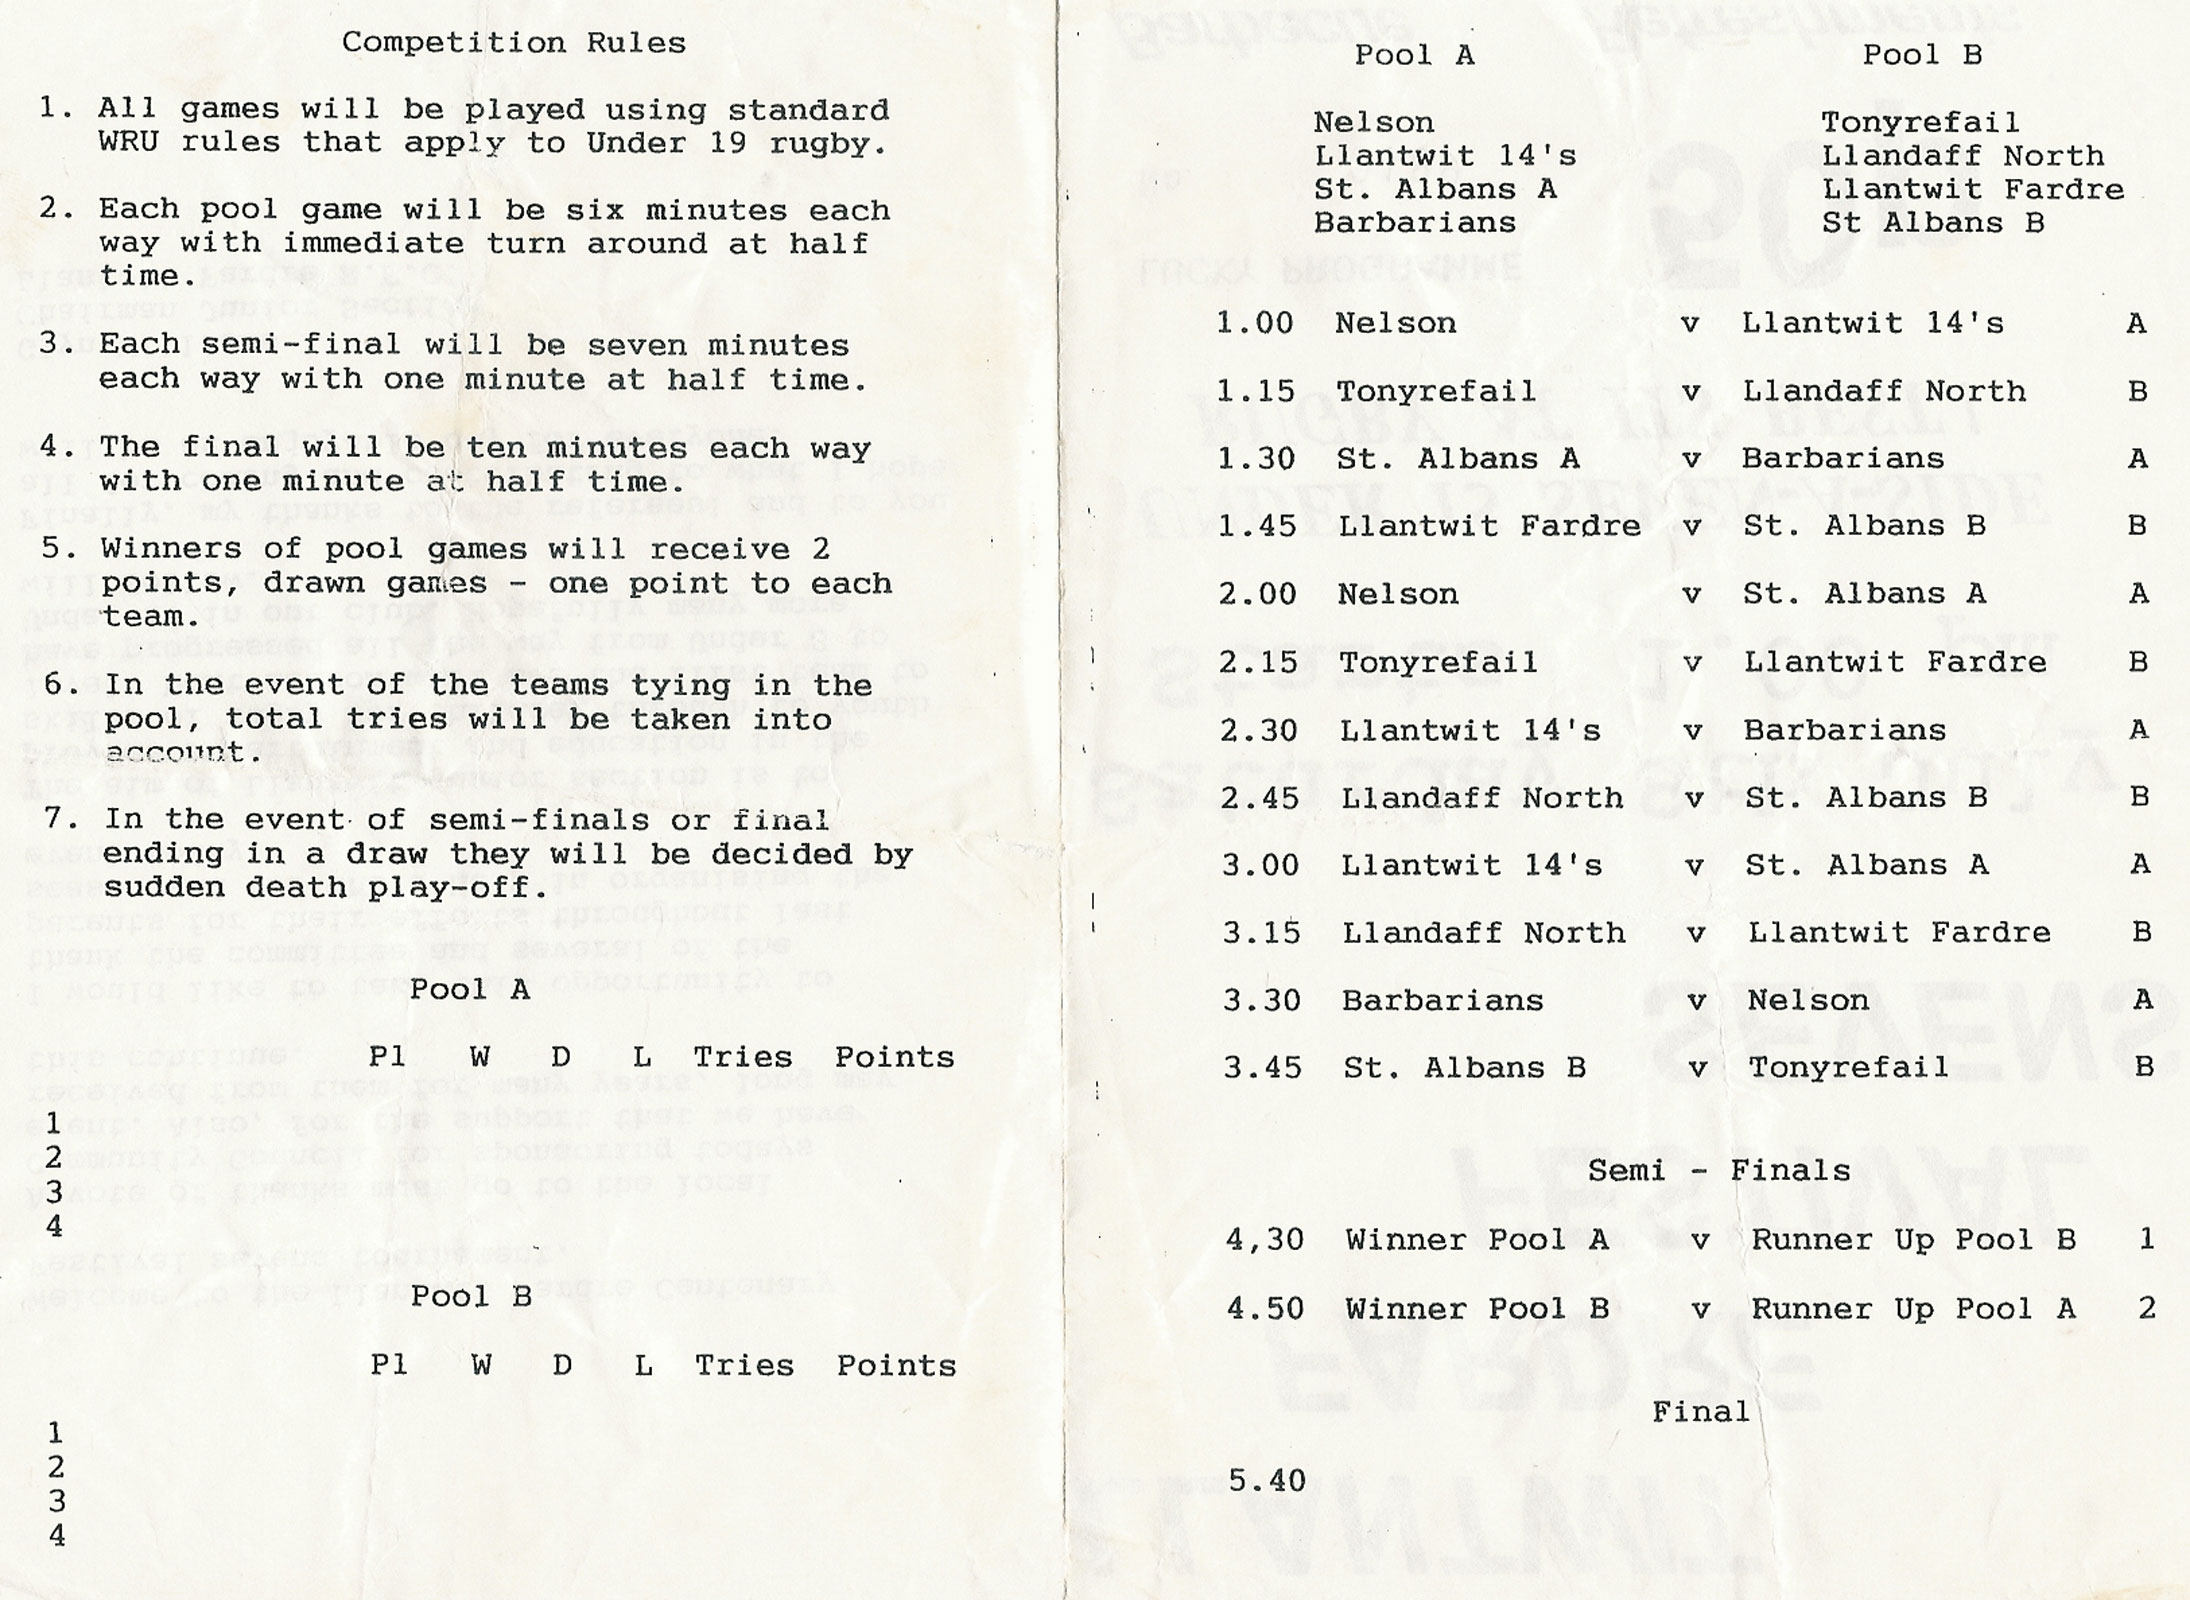 Competition Rules
1. All games will be played using standard
WRU rules that apply to Under 19 rugby.
2. Each pool game will be six minutes each
way with immediate turn around at half
time.
3. Each semi-final will be seven minutes
each way with one minute at half time.
4. The final will be ten minutes each way
with one minute at half time.
5. Winners of pool games will receive 2
points, drawn games - one point to each
team.
6. In the event of the teams tying in the
pool, total tries will be taken into
account.
7. In the event of semi-finals or final
ending in a draw they will be decided by
sudden death play-off.
Pool A
Pl W D L Tries Points
1
2
3
4
Pool B
Pl W D L Tries Points
1
2
3
4
Pool A Pool B
Nelson Tonyrefail
Llantwit 14's Llandaff North
St. Albans A Llantwit Fardre
Barbarians St Albans B
1.00 Nelson v Llantwit 14's A
1.15 Tonyrefail v Llandaff North B
1.30 St. Albans A v Barbarians A
1.45 Llantwit Fardre v St. Albans B B
2.00 Nelson v St. Albans A A
2.15 Tonyrefail v Llantwit Fardre B
2.30 Llantwit 14's v Barbarians A
2.45 Llandaff North v St. Albans B B
3.00 Llantwit 14's v St. Albans A A
3.15 Llandaff North v Llantwit Fardre B
3.30 Barbarians v Nelson A
3.45 St. Albans B v Tonyrefail B
Semi - Finals
4,30 Winner Pool A v Runner Up Pool B 1
4.50 Winner Pool B v Runner Up Pool A 2
Final
5.40